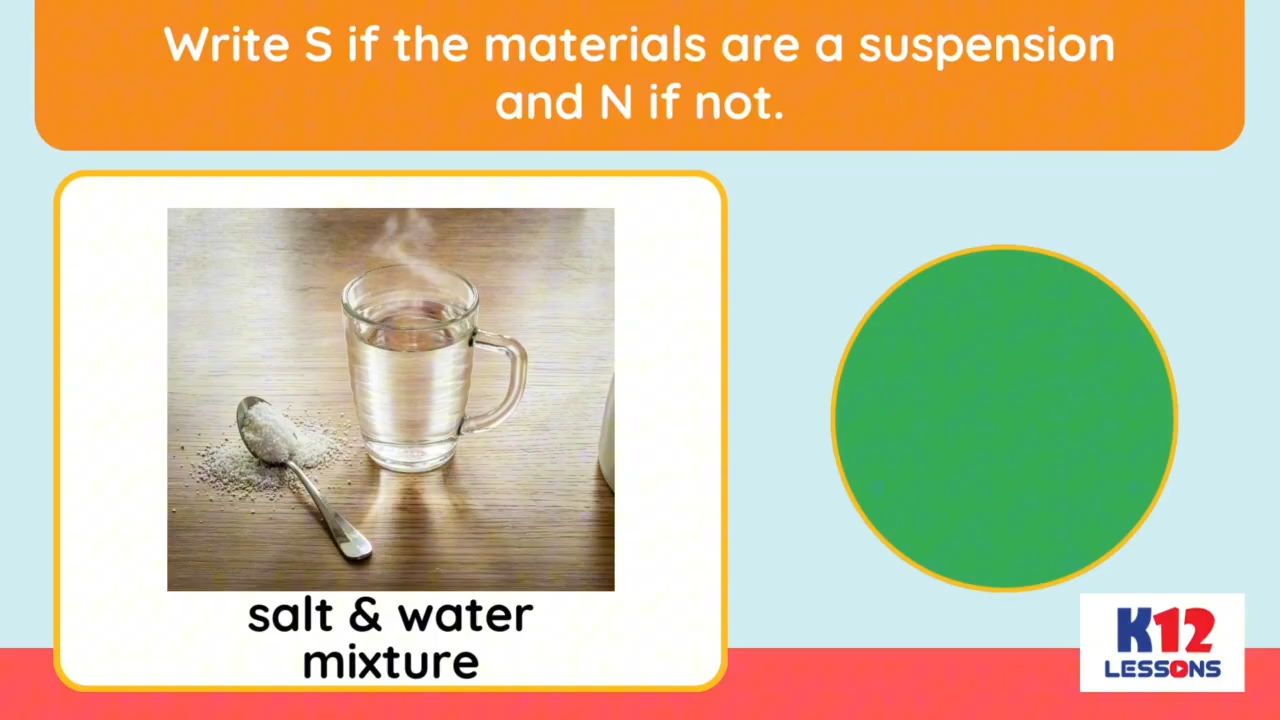 Write S if the materials are a suspension
and N if not.
salt & water
mixture
K12
LESSONS